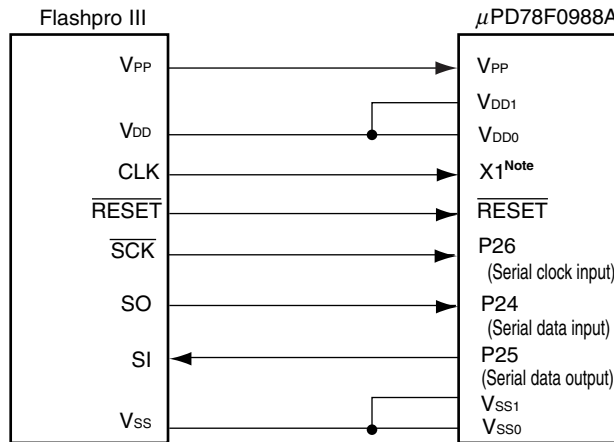 Flashpro III
μPD78F0988A
VPP
VPP
VDD1
VDD
VDD0
CLK
X1Note
RESET
RESET
SCK
P26
(Serial clock input)
SO
P24
(Serial data input)
SI
P25
(Serial data output)
VSS1
VSS
VSS0